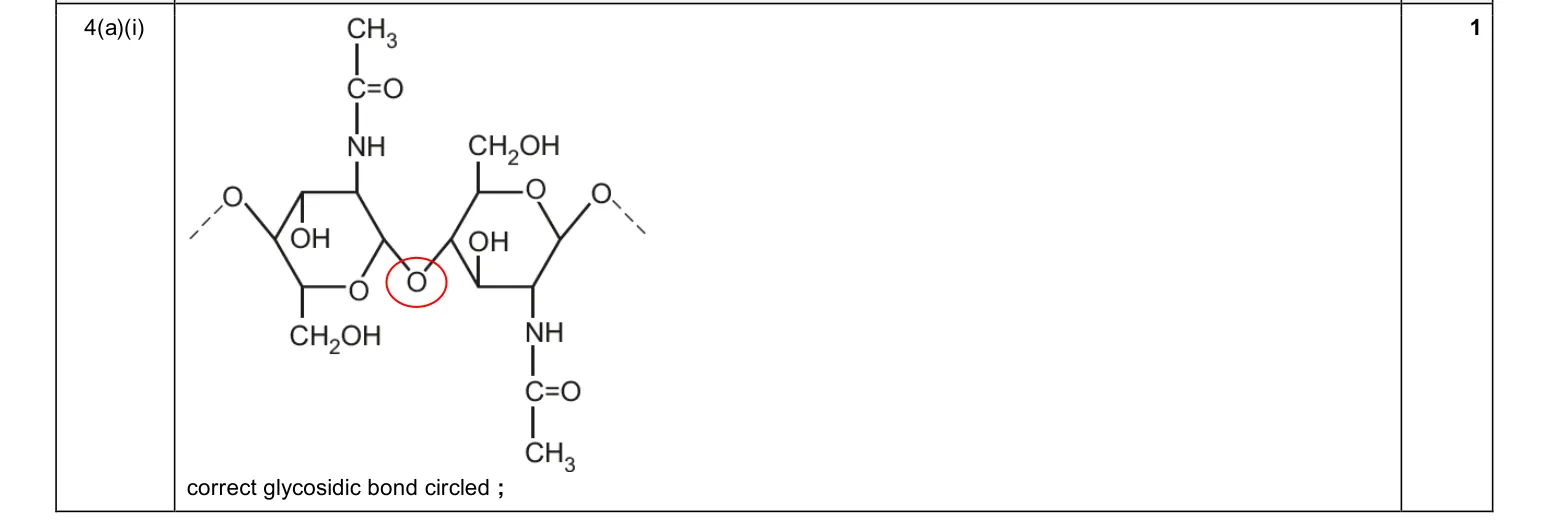 4(a)(i)
1
CH3
C=O
NH
CH2OH
O
O
O
OH
OH
O
O
CH2OH
NH
C=O
CH3
correct glycosidic bond circled ;